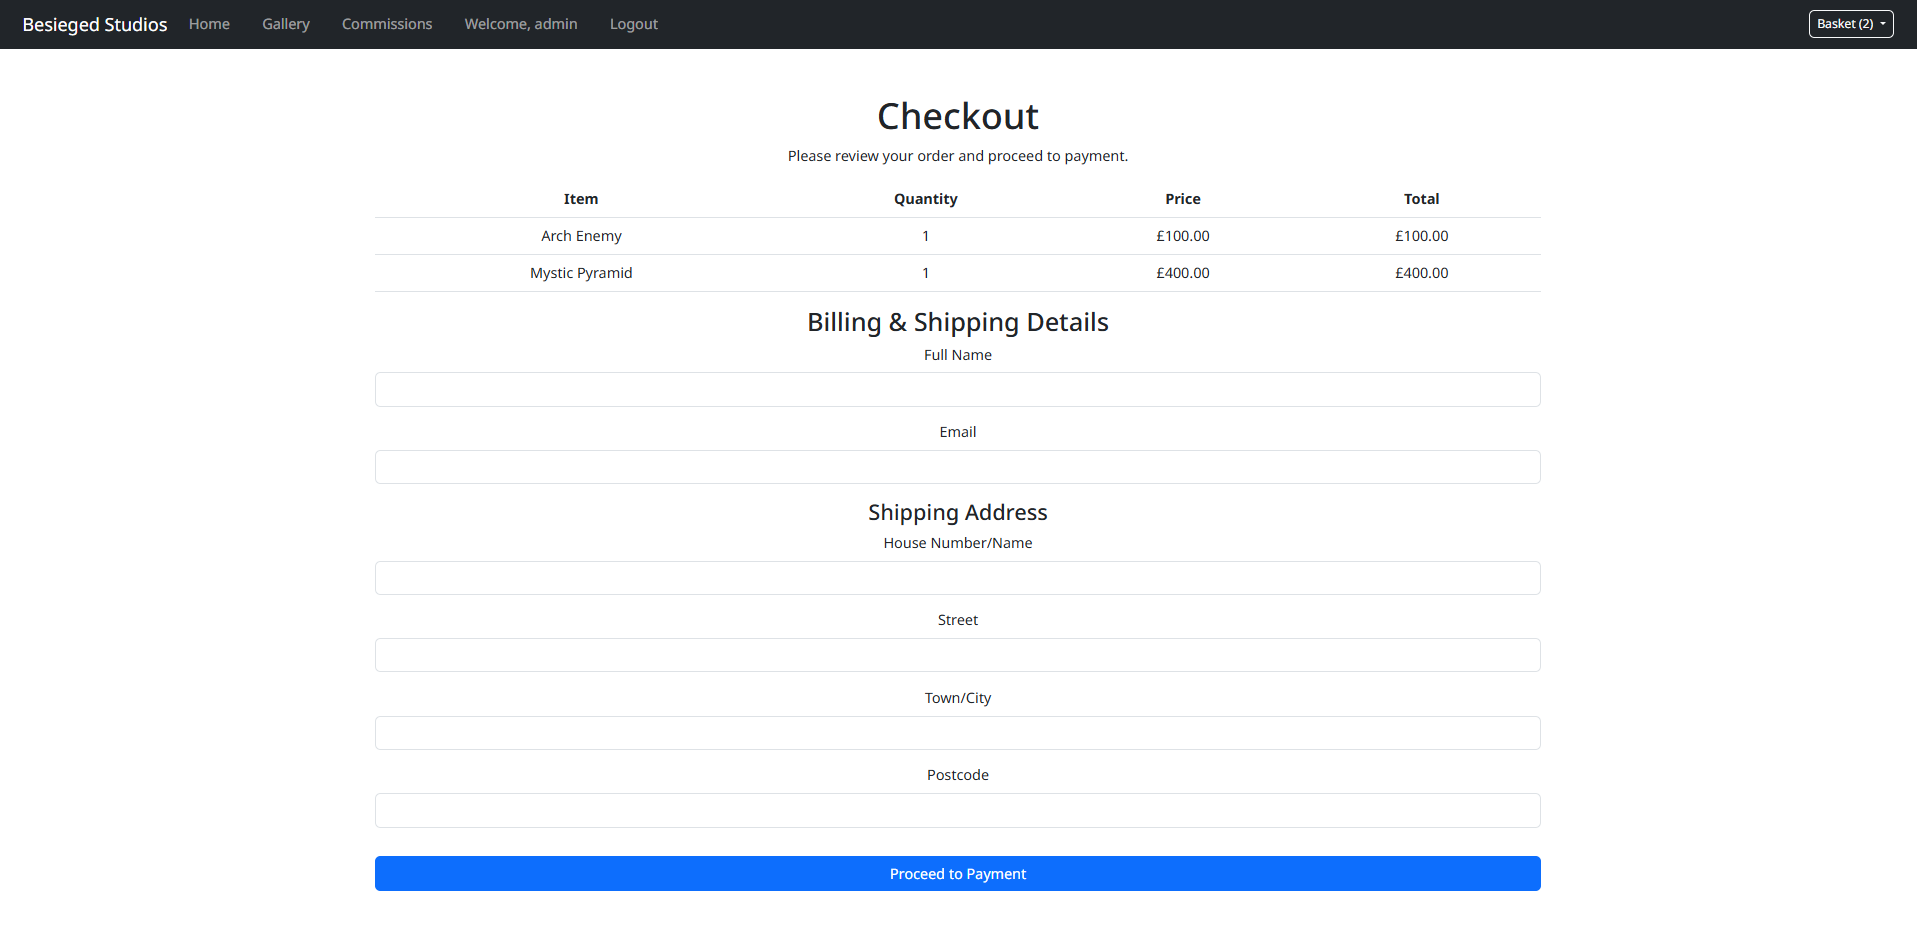 Besieged Studios Home Gallery Commissions Welcome, admin Logout Basket (2)
Checkout
Please review your order and proceed to payment.
Item Quantity Price Total
Arch Enemy 1 £100.00 £100.00
Mystic Pyramid 1 £400.00 £400.00
Billing & Shipping Details
Full Name
Email
Shipping Address
House Number/Name
Street
Town/City
Postcode
Proceed to Payment